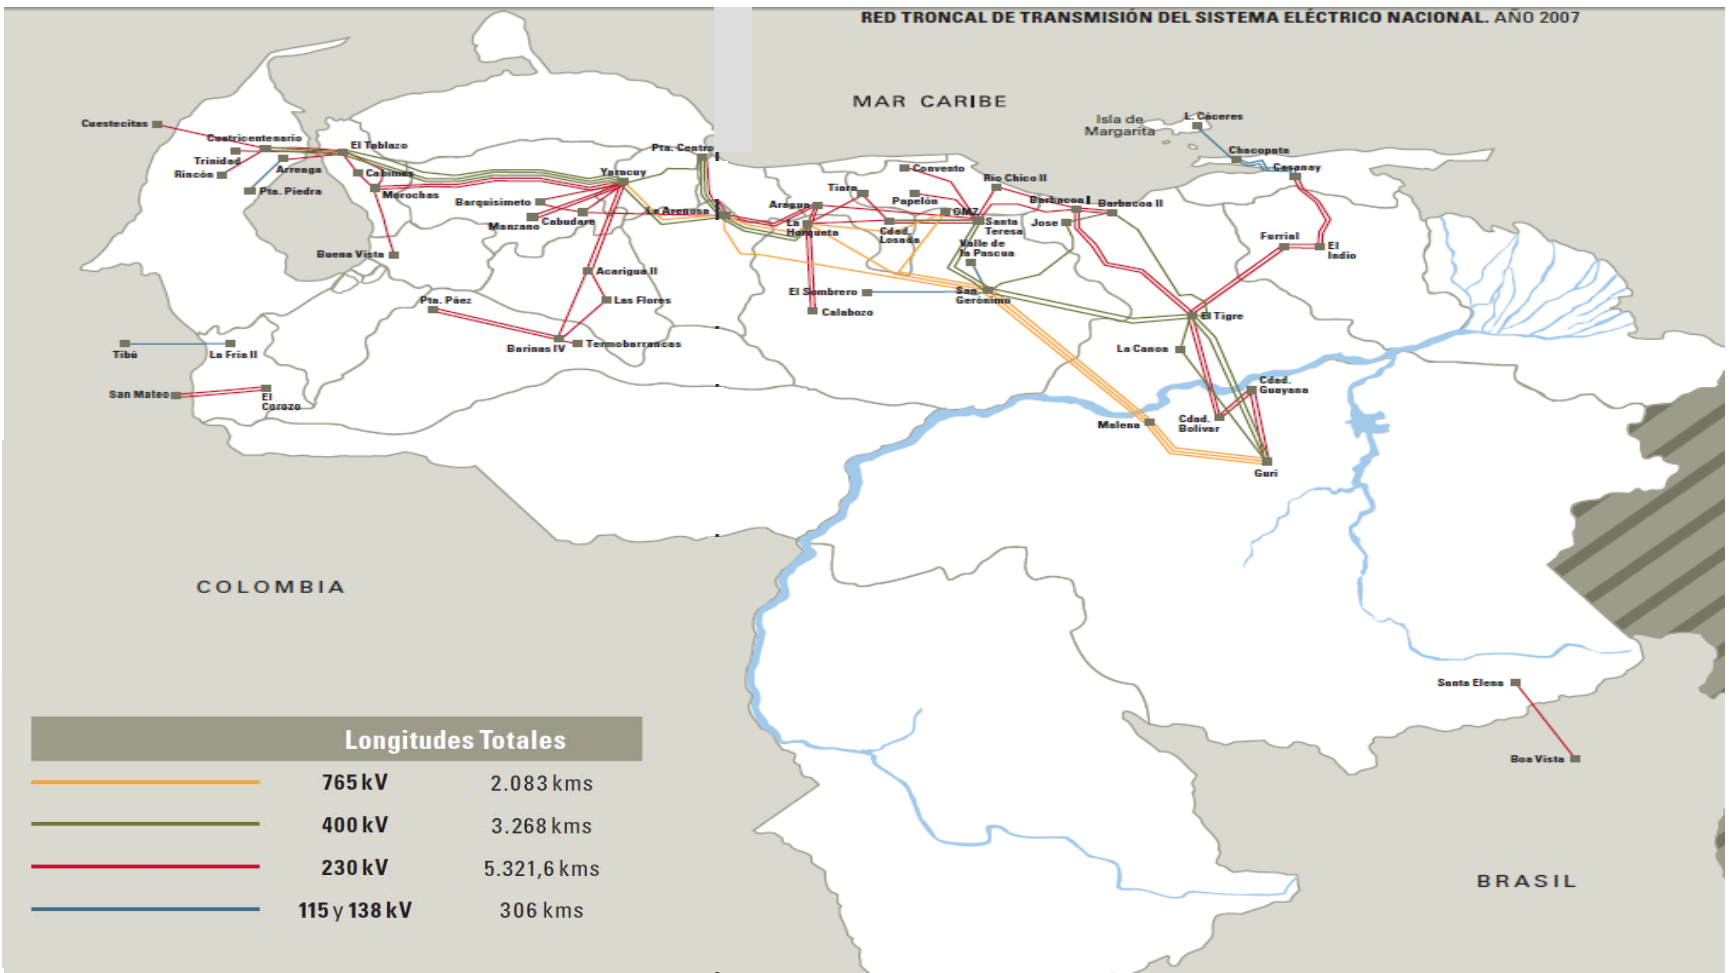 RED TRONCAL DE TRANSMISIÓN DEL SISTEMA ELÉCTRICO NACIONAL. AÑO 2007
MAR CARIBE
Isla de
Margarita
L. Cáceres
Chacopata
Casanay
Cuestecitas
Cuatricentenario
El Tablazo
Trinidad
Rincón
Arreaga
Pta. Piedra
Cabimas
Morochas
Buena Vista
Yaracuy
Barquisimeto
Manzano
Cabudare
Pta. Centro
La Arenosa
Aragua
La
Horqueta
Tiara
Convento
Papelón
OMZ
Cdad.
Losada
Santa
Teresa
Río Chico II
Barbacoa I
Barbacoa II
Jose
Valle de
la Pascua
Furrial
El
Indio
Acarigua II
Las Flores
Pta. Páez
Barinas IV
Termobarrancas
El Sombrero
Calabozo
San
Gerónimo
El Tigre
La Canoa
Tibú
La Fria II
San Mateo
El
Corozo
Cdad.
Guayana
Cdad.
Bolívar
Malena
Guri
COLOMBIA
Santa Elena
Boa Vista
BRASIL
Longitudes Totales
765 kV 2.083 kms
400 kV 3.268 kms
230 kV 5.321,6 kms
115 y 138 kV 306 kms